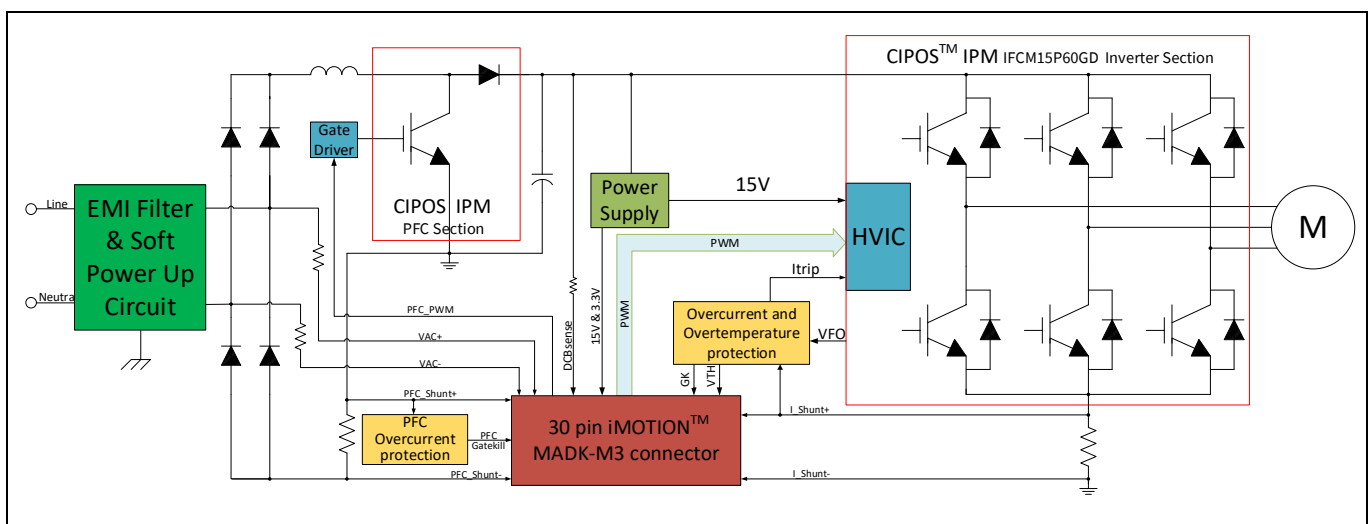 CIPOS™ IPM IFCM15P60GD Inverter Section
Gate
Driver
CIPOS IPM
PFC Section
Power
Supply
15V
HVIC
M
Line
EMI Filter
& Soft
Power Up
Circuit
Neutra
PWM
Itrip
PFC_PWM
VAC+
VAC-
DCBsense
15V & 3.3V
PWM
Overcurrent and
Overtemperature
protection
VFO
GK
VTH
PFC_Shunt+
PFC
Overcurrent
protection
PFC
Gatekill
30 pin iMOTION™
MADK-M3 connector
I_Shunt+
PFC_Shunt-
I_Shunt-